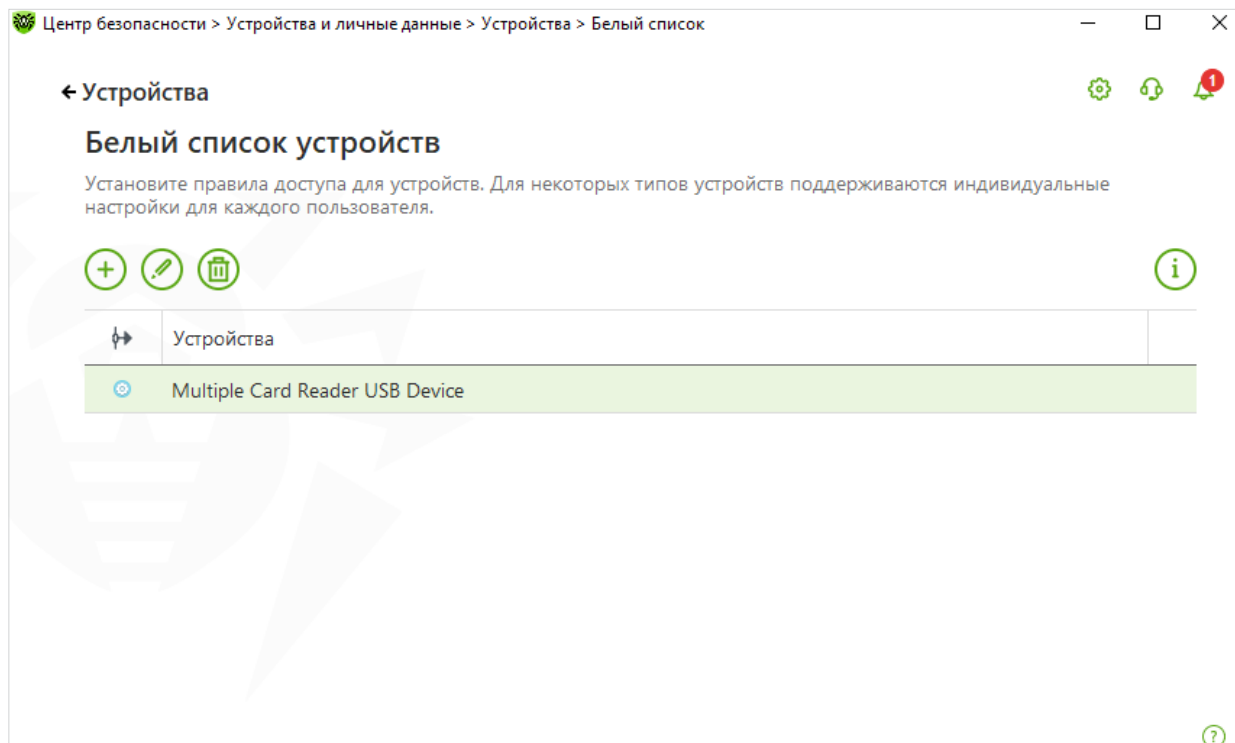 Центр безопасности > Устройства и личные данные > Устройства > Белый список
Устройства
1
Белый список устройств
Установите правила доступа для устройств. Для некоторых типов устройств поддерживаются индивидуальные
настройки для каждого пользователя.
Устройства
Multiple Card Reader USB Device